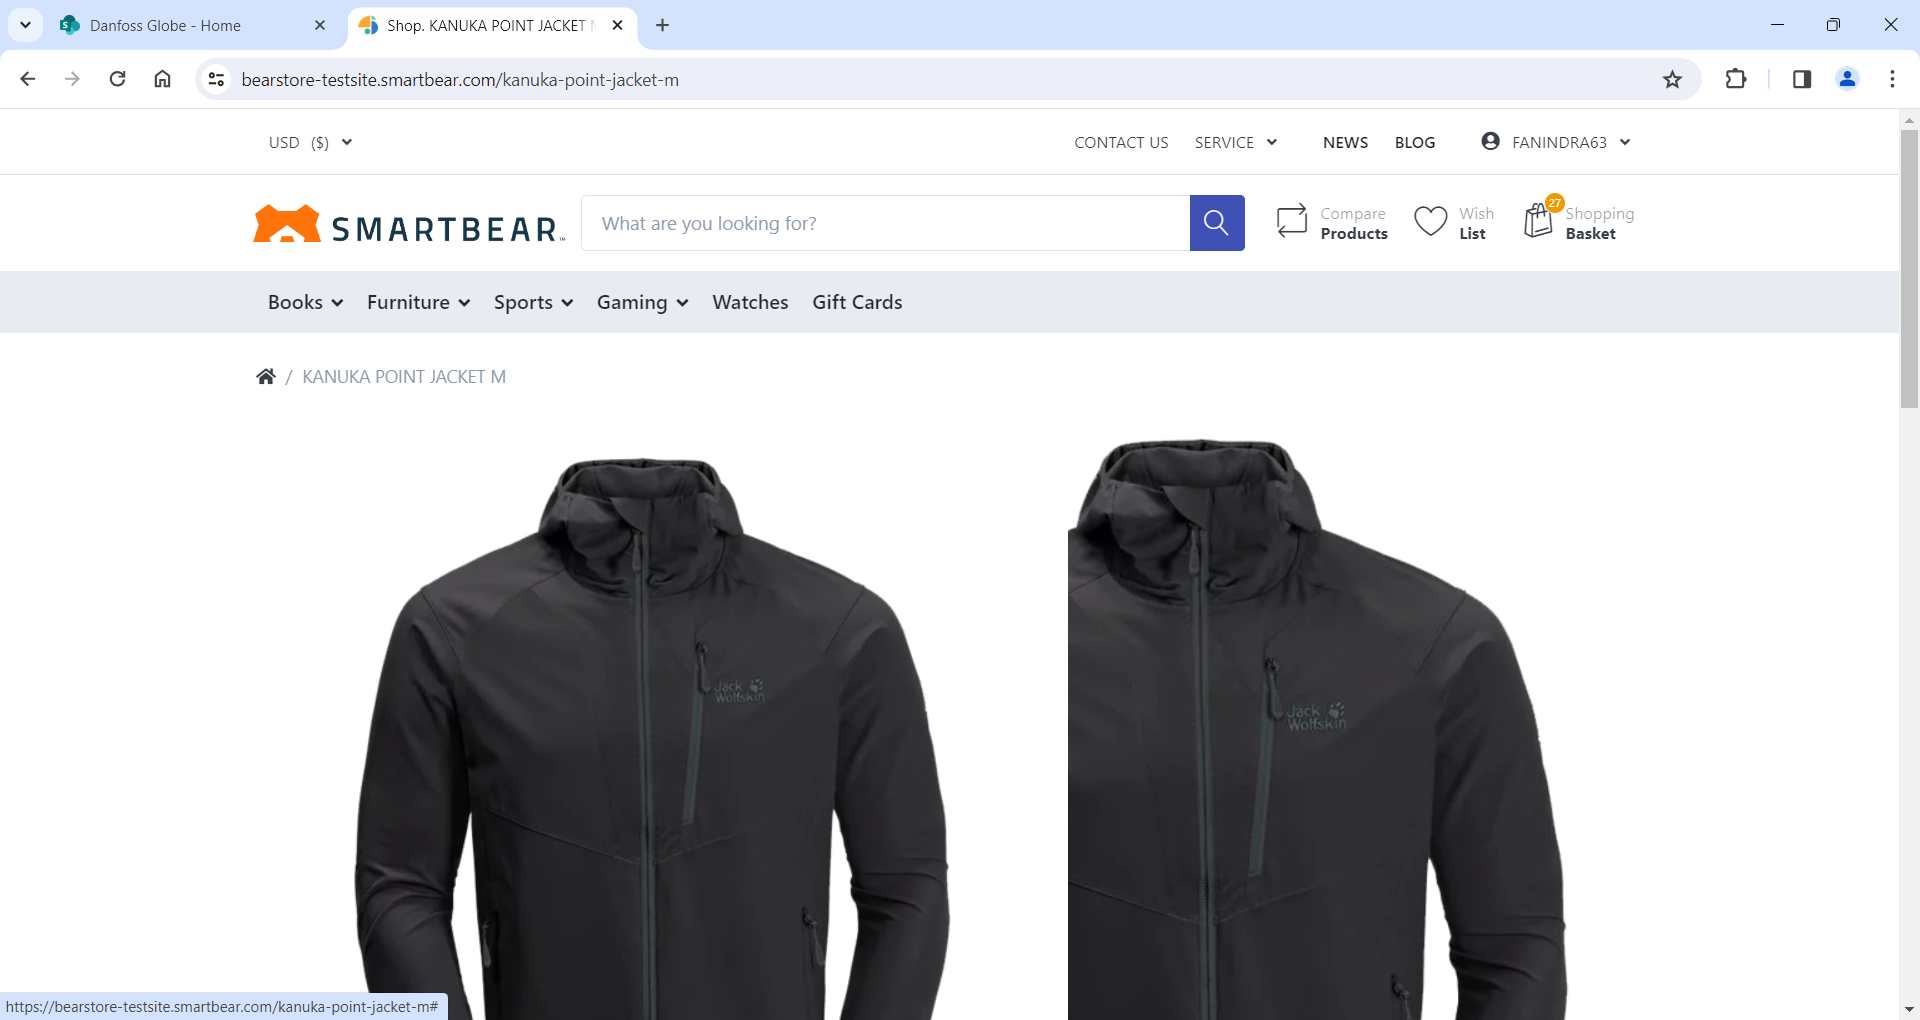 Danfoss Globe - Home
Shop. KANUKA POINT JACKET
bearstore-testsite.smartbear.com/kanuka-point-jacket-m
USD ($)
CONTACT US
SERVICE
NEWS
BLOG
FANINDRA63
SMARTBEAR™
What are you looking for?
Compare
Products
Wish
List
27
Shopping
Basket
Books
Furniture
Sports
Gaming
Watches
Gift Cards
/ KANUKA POINT JACKET M
Jack
Wolfskin
Jack
Wolfskin
https://bearstore-testsite.smartbear.com/kanuka-point-jacket-m#